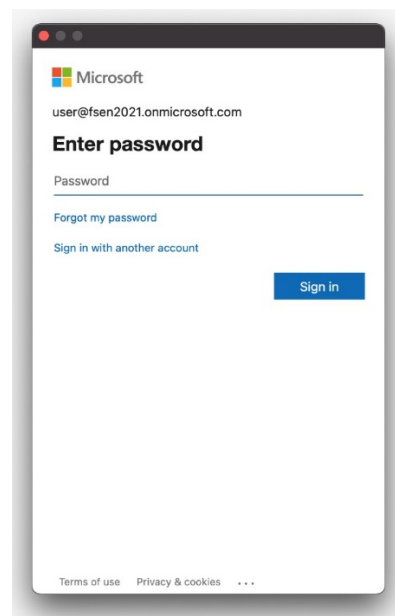 Microsoft
user@fsen2021.onmicrosoft.com
Enter password
Password
Forgot my password
Sign in with another account
Sign in
Terms of use Privacy & cookies ...